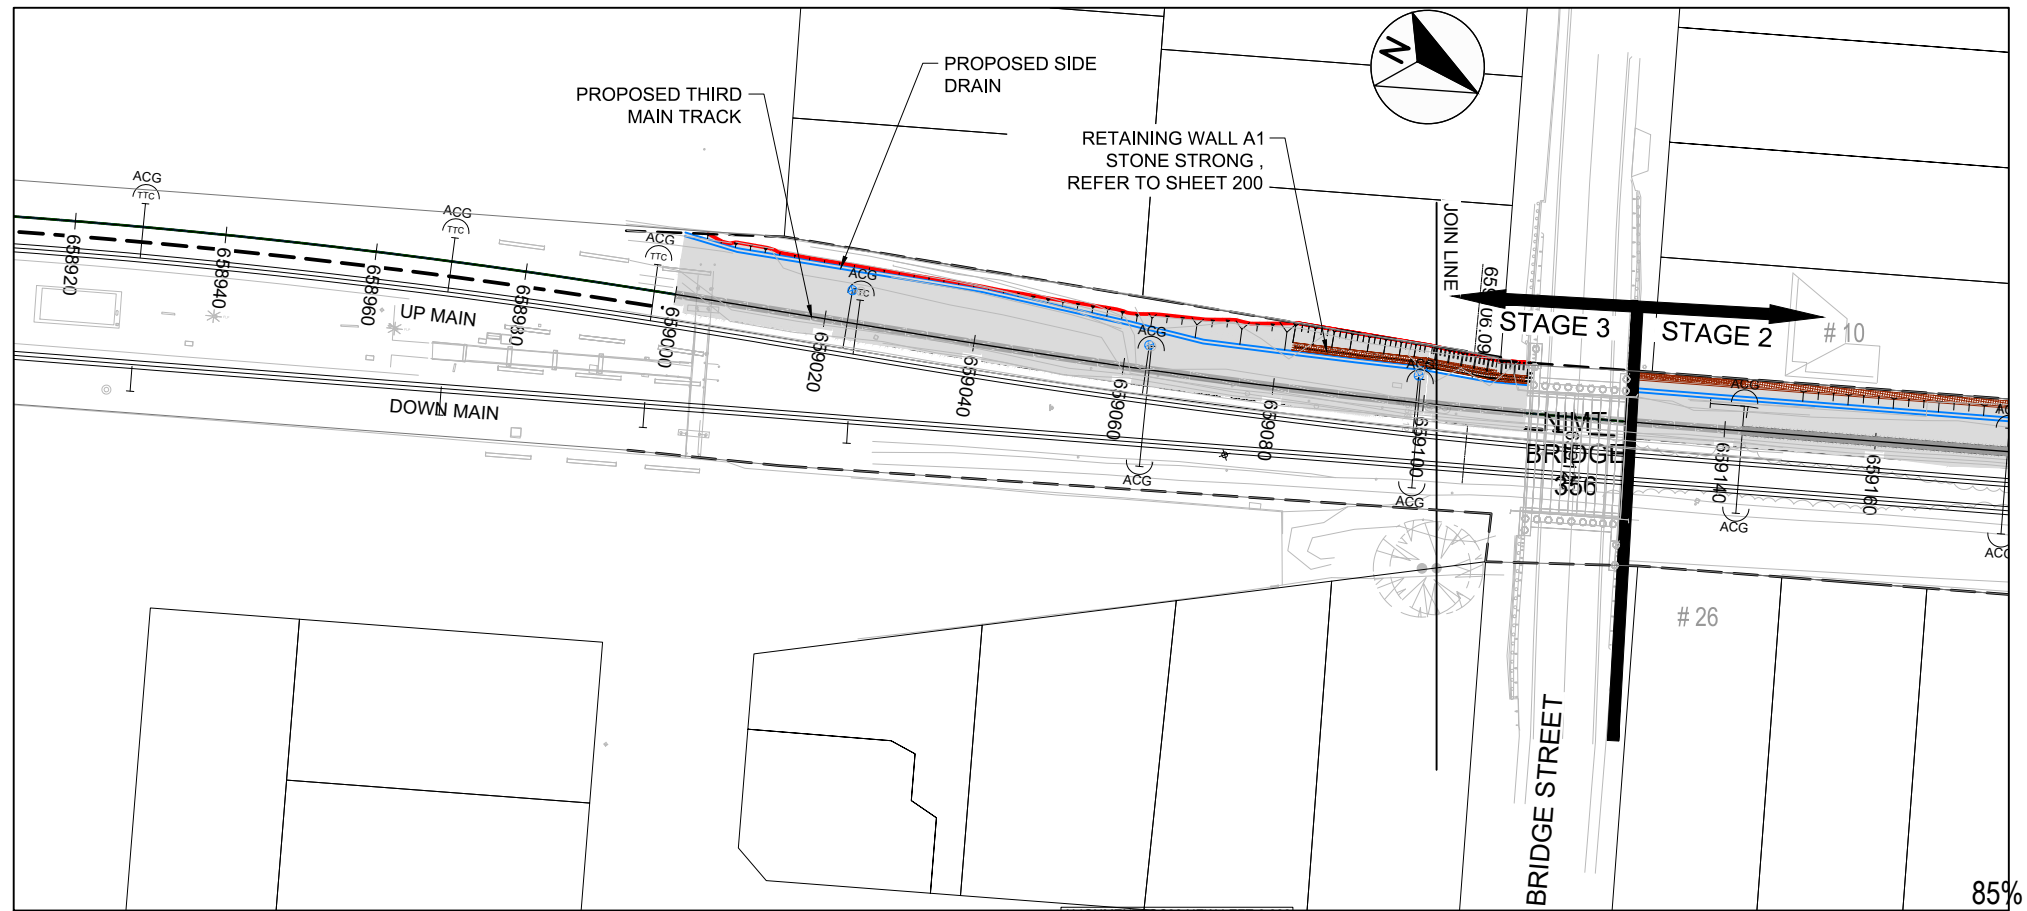 PROPOSED SIDE
DRAIN
PROPOSED THIRD
MAIN TRACK
N
RETAINING WALL A1
STONE STRONG ,
REFER TO SHEET 200
JOIN LINE
ACG
TTC
ACG
TTC
ACG
TTC
ACG
ACG
ACG
ACG
658920
658940
658960
658980
659000
659020
659040
659060
659080
659100
659140
659160
UP MAIN
DOWN MAIN
STAGE 3
STAGE 2
# 10
BRIDGE
356
ACG
ACG
ACG
# 26
BRIDGE STREET
85%